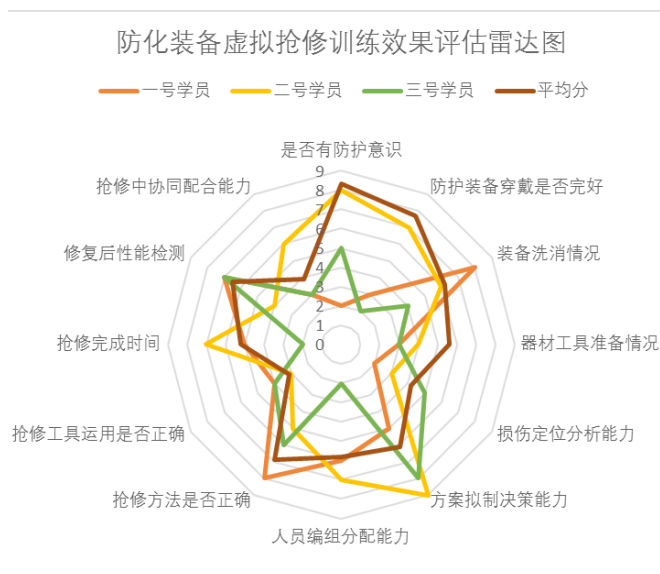 防化装备虚拟抢修训练效果评估雷达图
一号学员 二号学员 三号学员 平均分
是否有防护意识
防护装备穿戴是否完好
装备洗消情况
器材工具准备情况
损伤定位分析能力
方案拟制决策能力
人员编组分配能力
抢修方法是否正确
抢修工具运用是否正确
抢修完成时间
修复后性能检测
抢修中协同配合能力
9
8
7
6
5
4
3
2
1
0